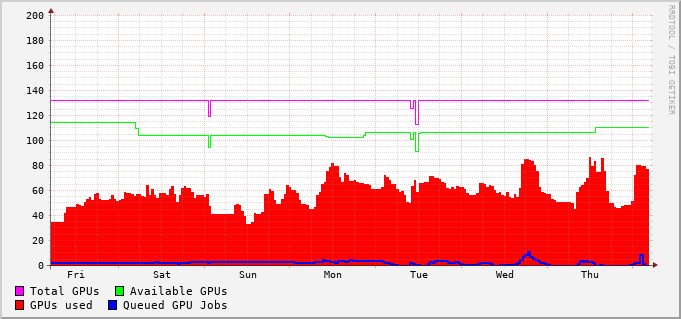 200
180
160
140
120
100
80
60
40
20
0
Fri Sat Sun Mon Tue Wed Thu
Total GPUs Available GPUs
GPUs used Queued GPU Jobs
RRDTOOL / TOBI OETIKER